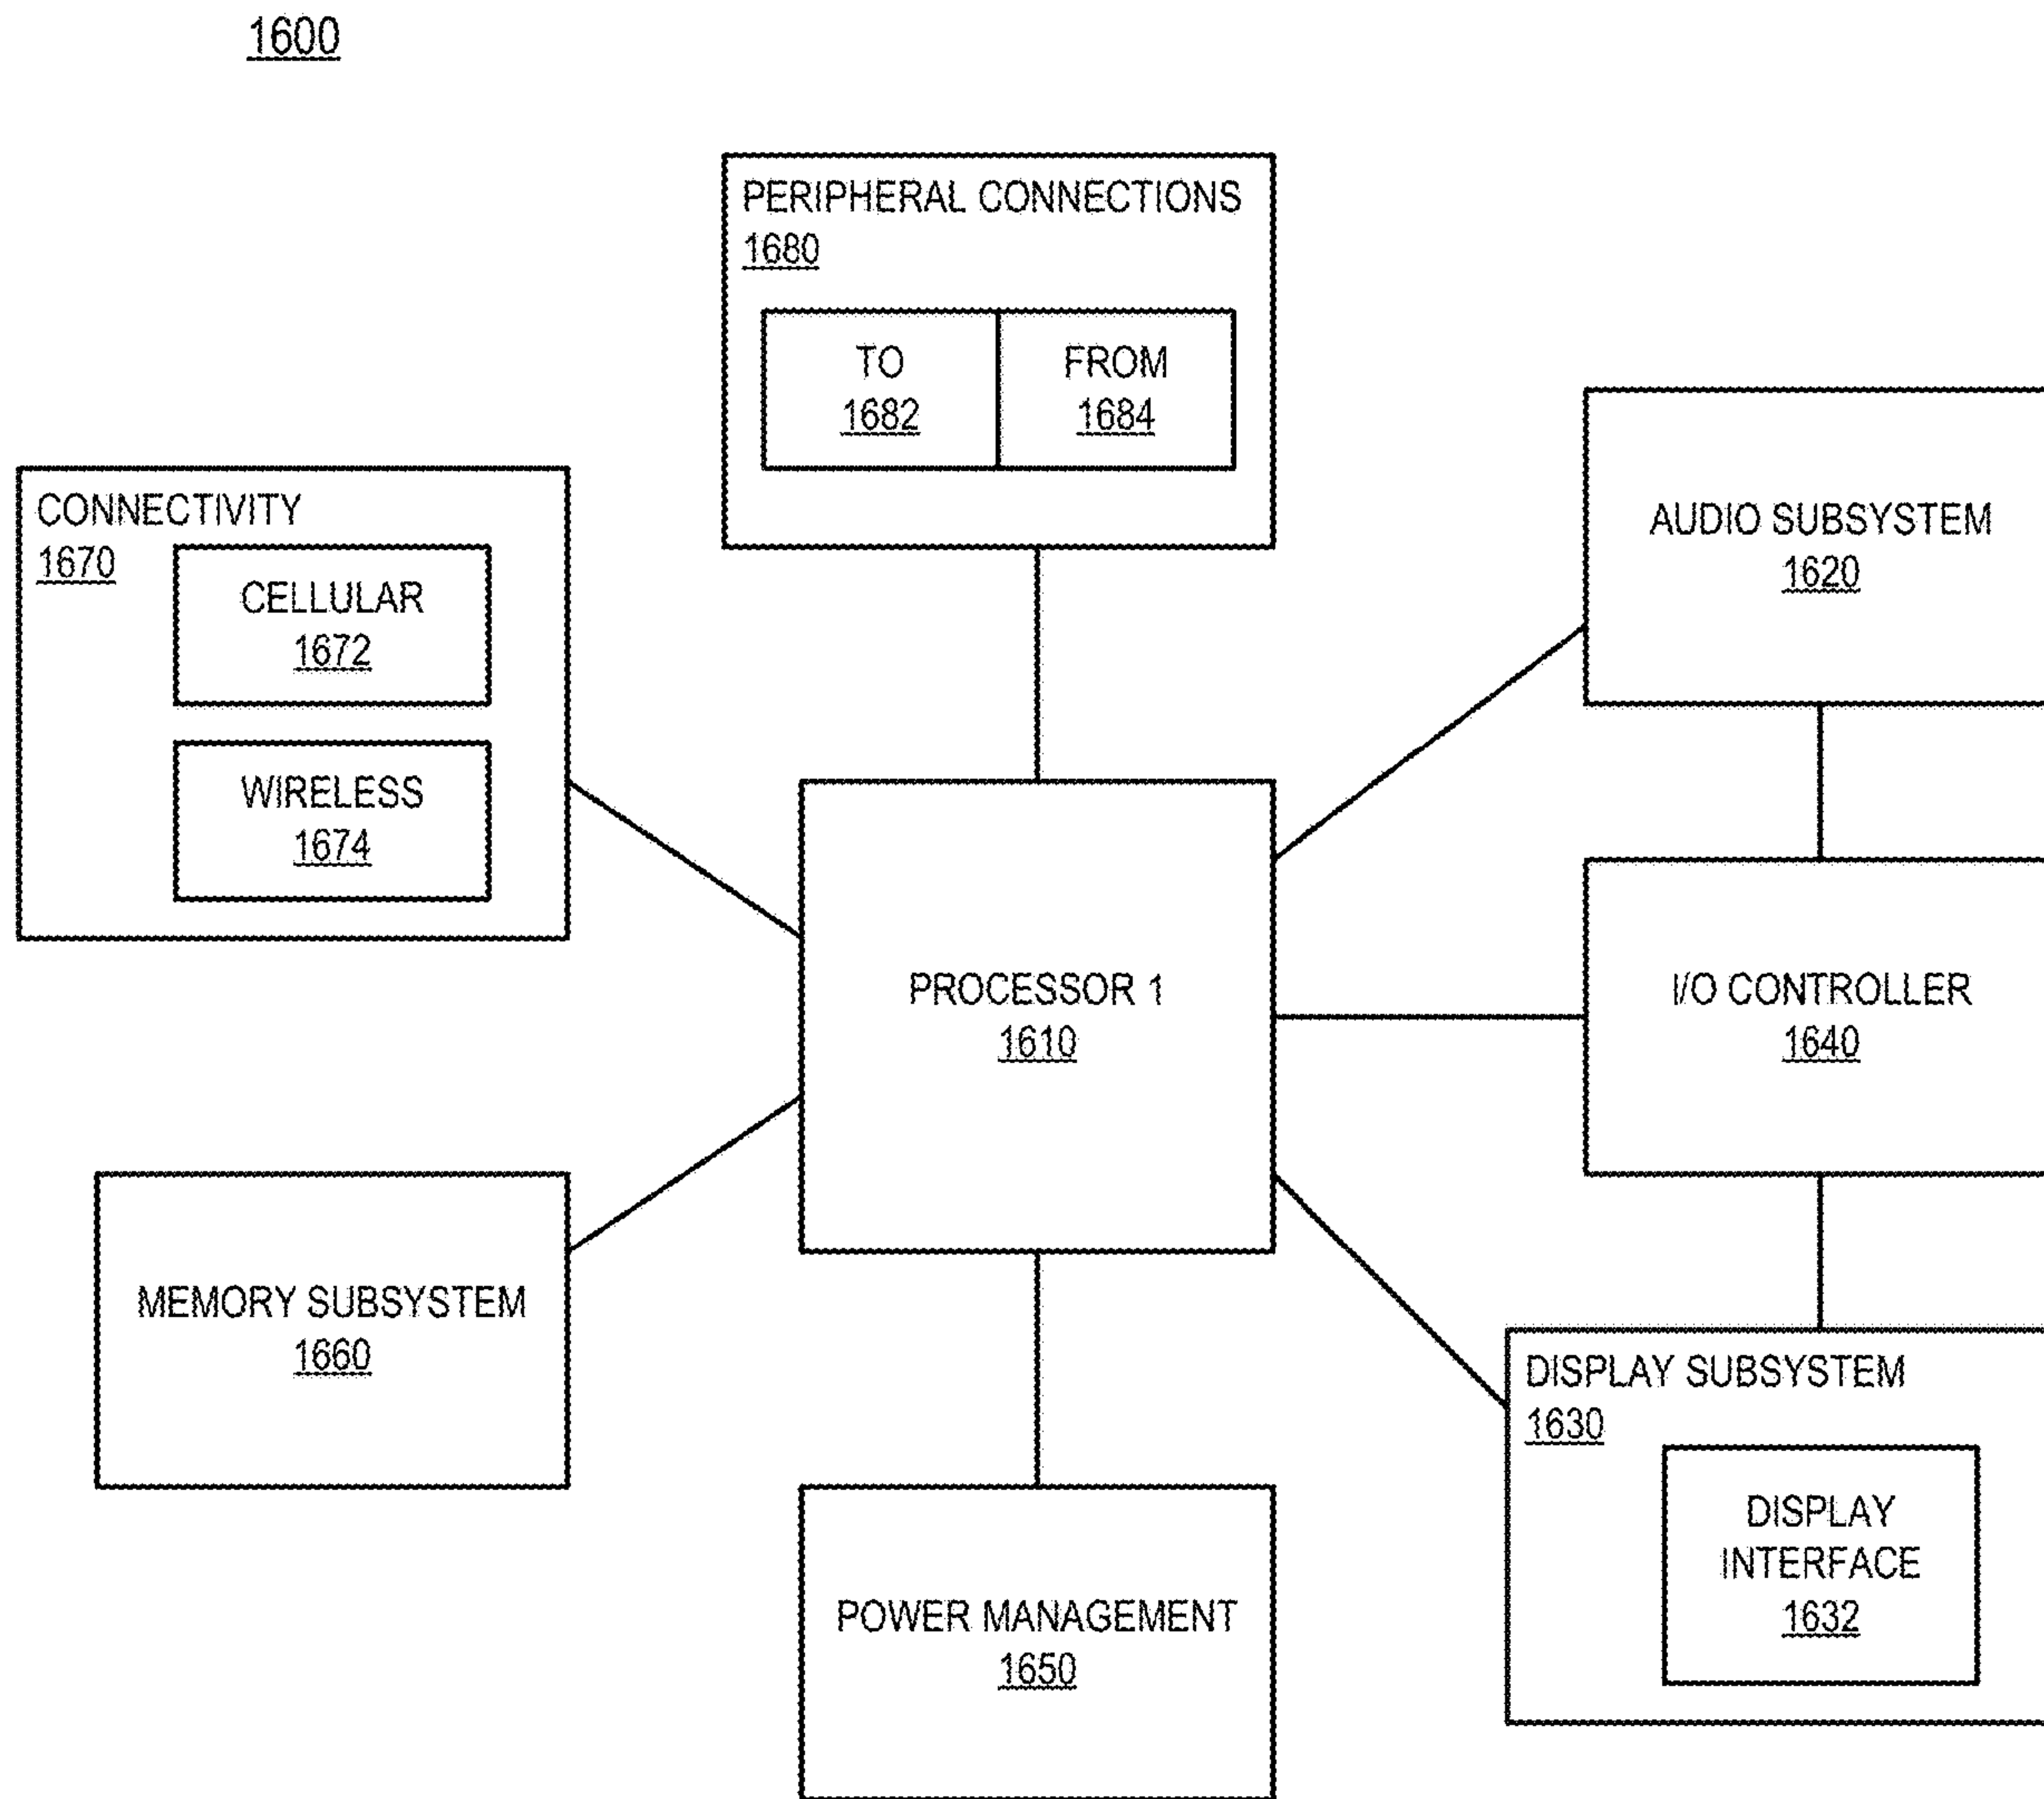 1600
PERIPHERAL CONNECTIONS
1680
TO
1682
FROM
1684
CONNECTIVITY
1670
CELLULAR
1672
WIRELESS
1674
AUDIO SUBSYSTEM
1620
PROCESSOR 1
1610
I/O CONTROLLER
1640
MEMORY SUBSYSTEM
1660
POWER MANAGEMENT
1650
DISPLAY SUBSYSTEM
1630
DISPLAY
INTERFACE
1632